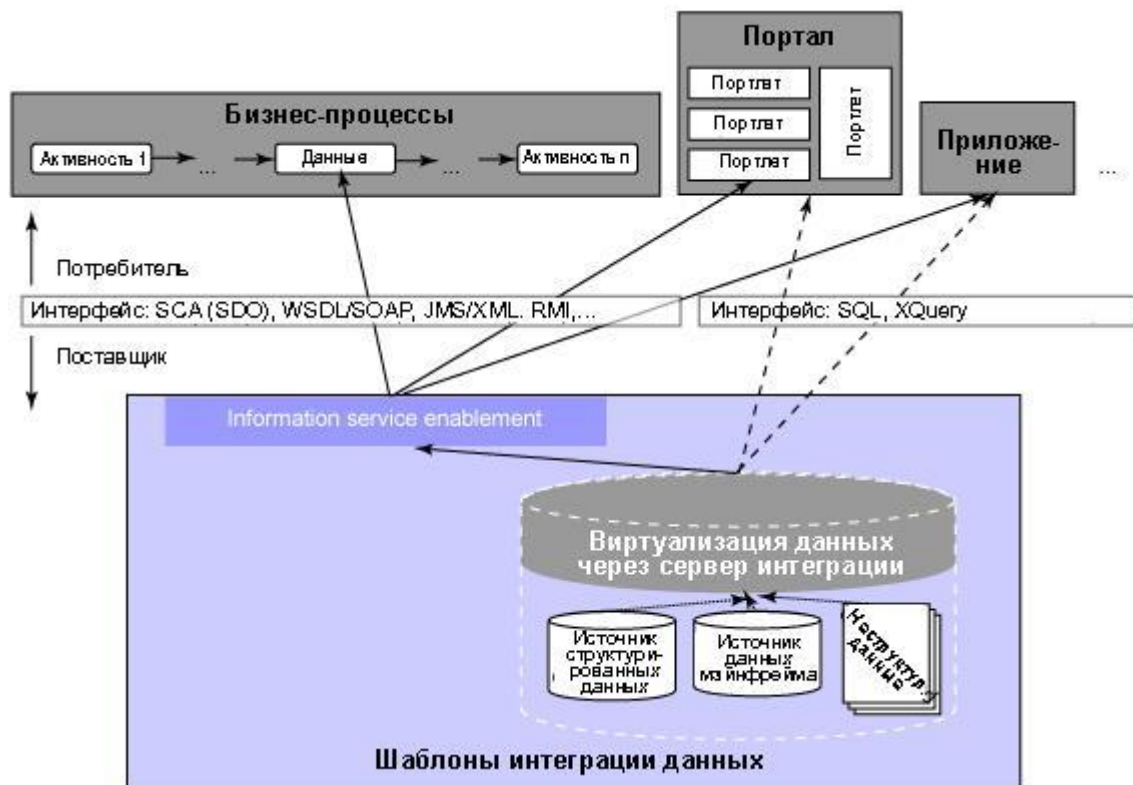 Портал
Портлет
Портлет
Портлет
Портлет
Бизнес-процессы
Активность 1
...
Данные
...
Активность n
Приложе-
ние
...
Потребитель
Интерфейс: SCA (SDO), WSDL/SOAP, JMS/XML. RMI,...
Интерфейс: SQL, XQuery
Поставщик
Information service enablement
Виртуализация данных
через сервер интеграции
Источник
структури-
рованных
данных
Источник
данных
мэйнфрейма
данные
Шаблоны интеграции данных